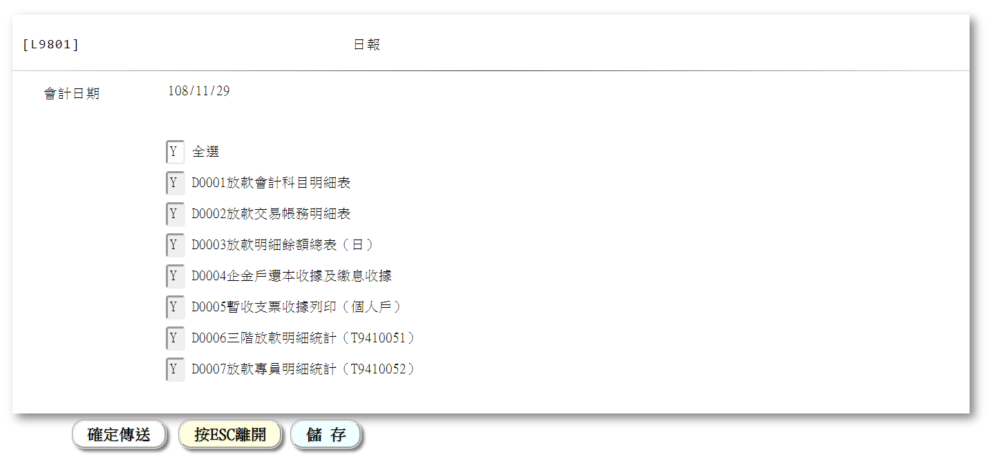 [L9801] 日報
會計日期 108/11/29
Y 全選
Y D0001放款會計科目明細表
Y D0002放款交易帳務明細表
Y D0003放款明細餘額總表（日）
Y D0004企金戶還本收據及繳息收據
Y D0005暫收支票收據列印（個人戶）
Y D0006三階放款明細統計（T9410051）
Y D0007放款專員明細統計（T9410052）
確定傳送 按ESC離開 儲 存